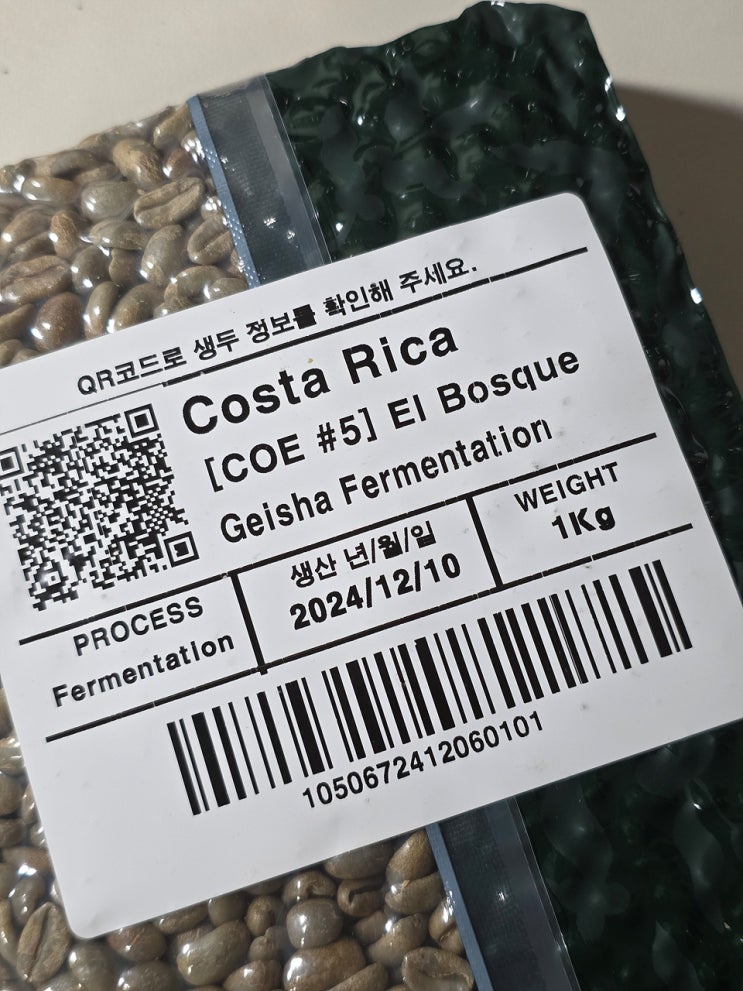 QR코드로 생두 정보를 확인해 주세요.
Costa Rica
[COE #5] El Bosque
Geisha Fermentation
PROCESS
Fermentation
생산 년/월/일
2024/12/10
WEIGHT
1Kg
1050672412060101